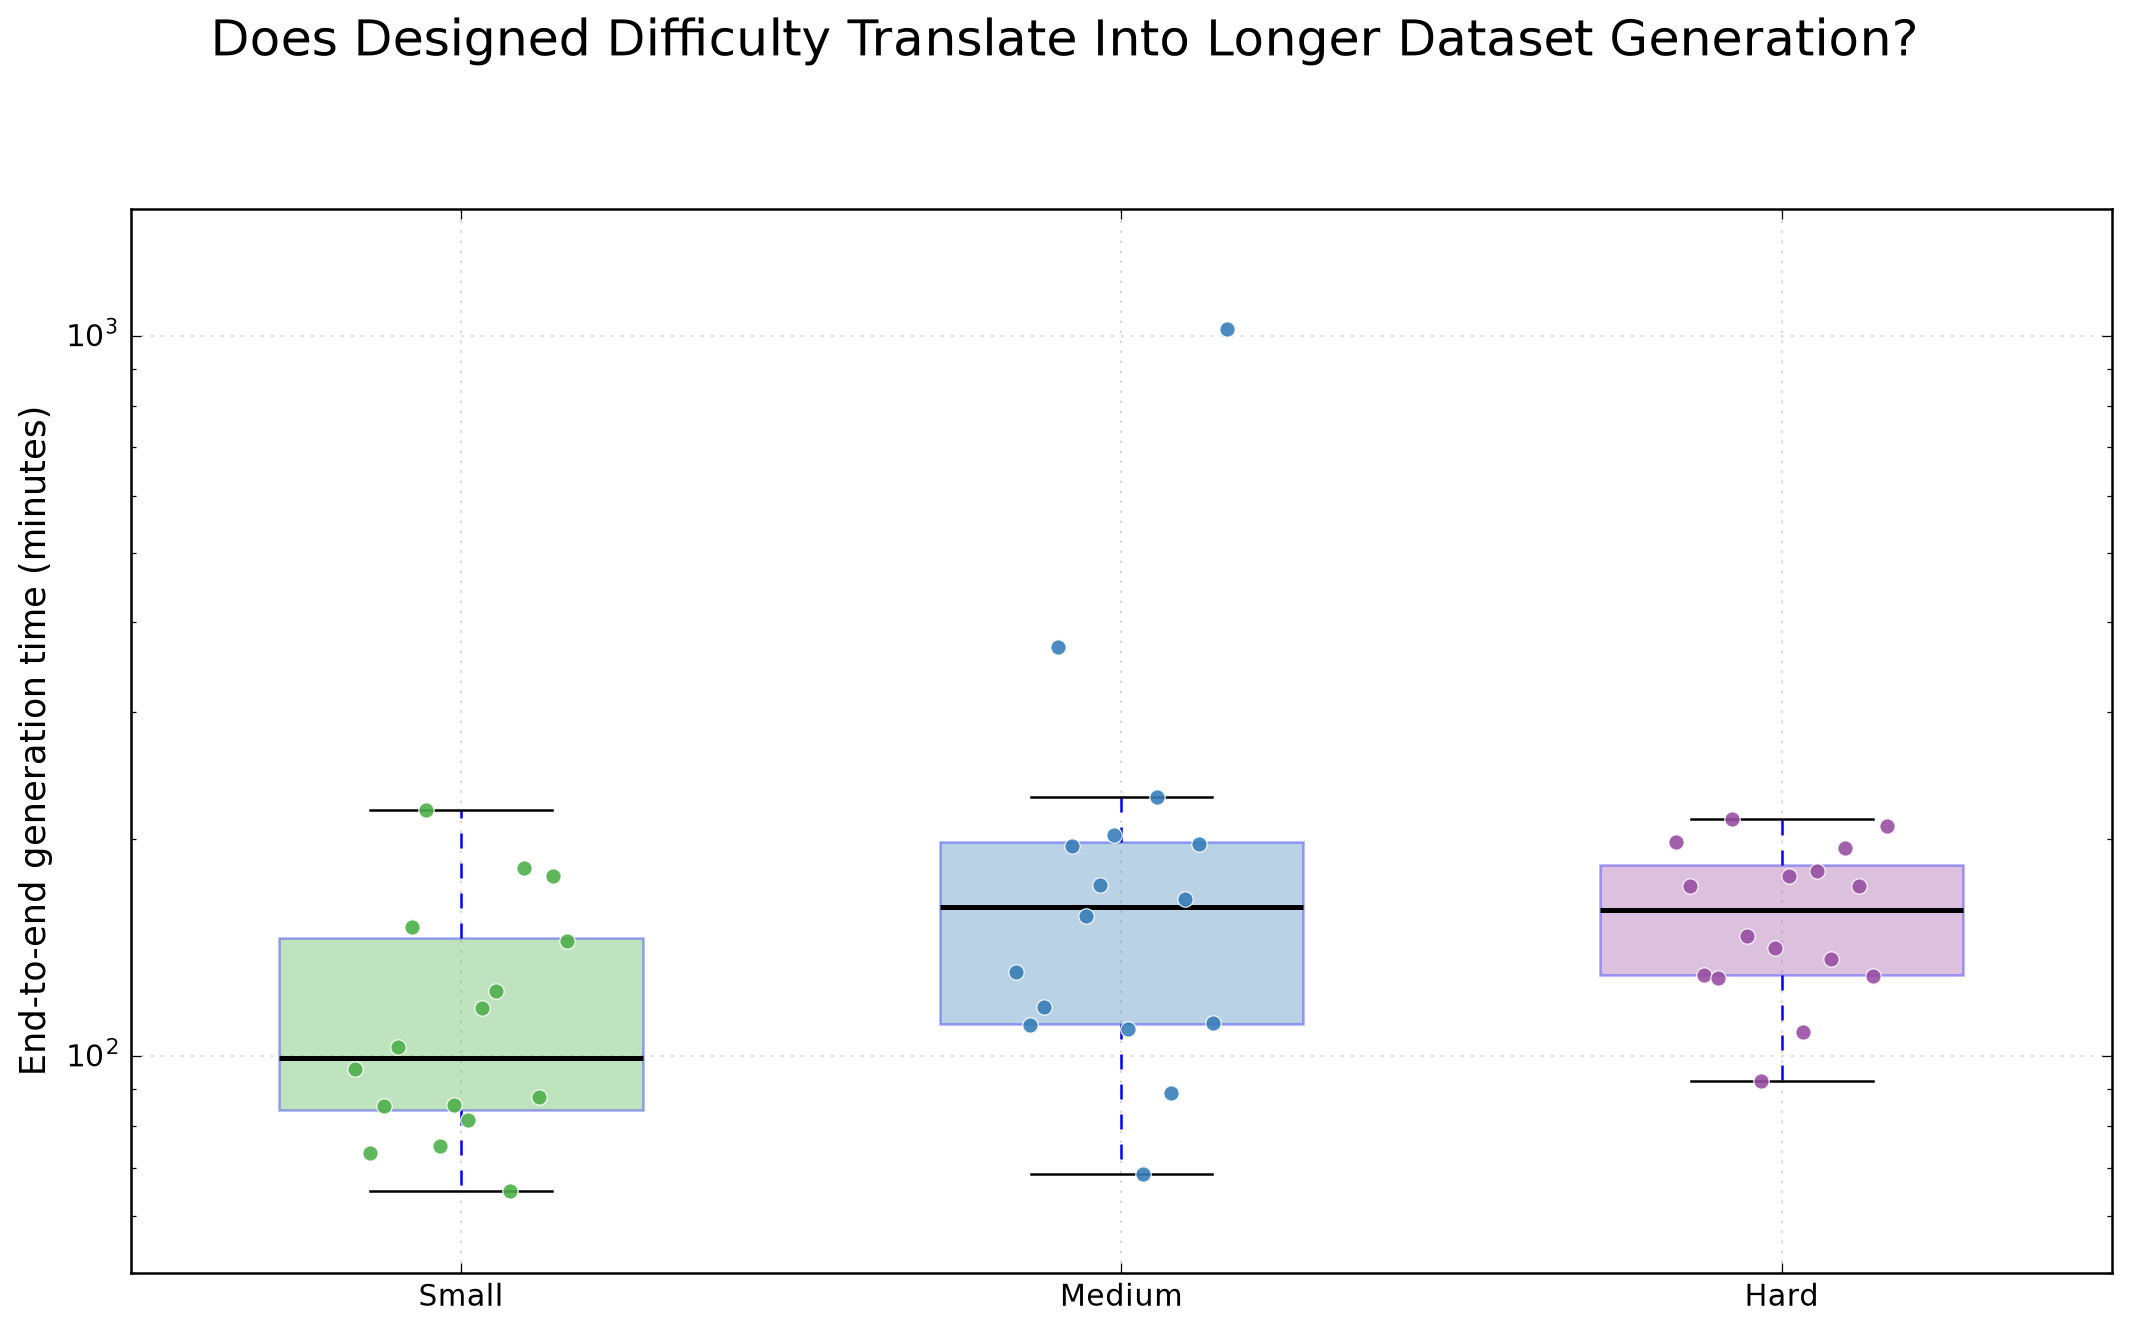 Does Designed Difficulty Translate Into Longer Dataset Generation?
End-to-end generation time (minutes)
10³
10²
Small
Medium
Hard